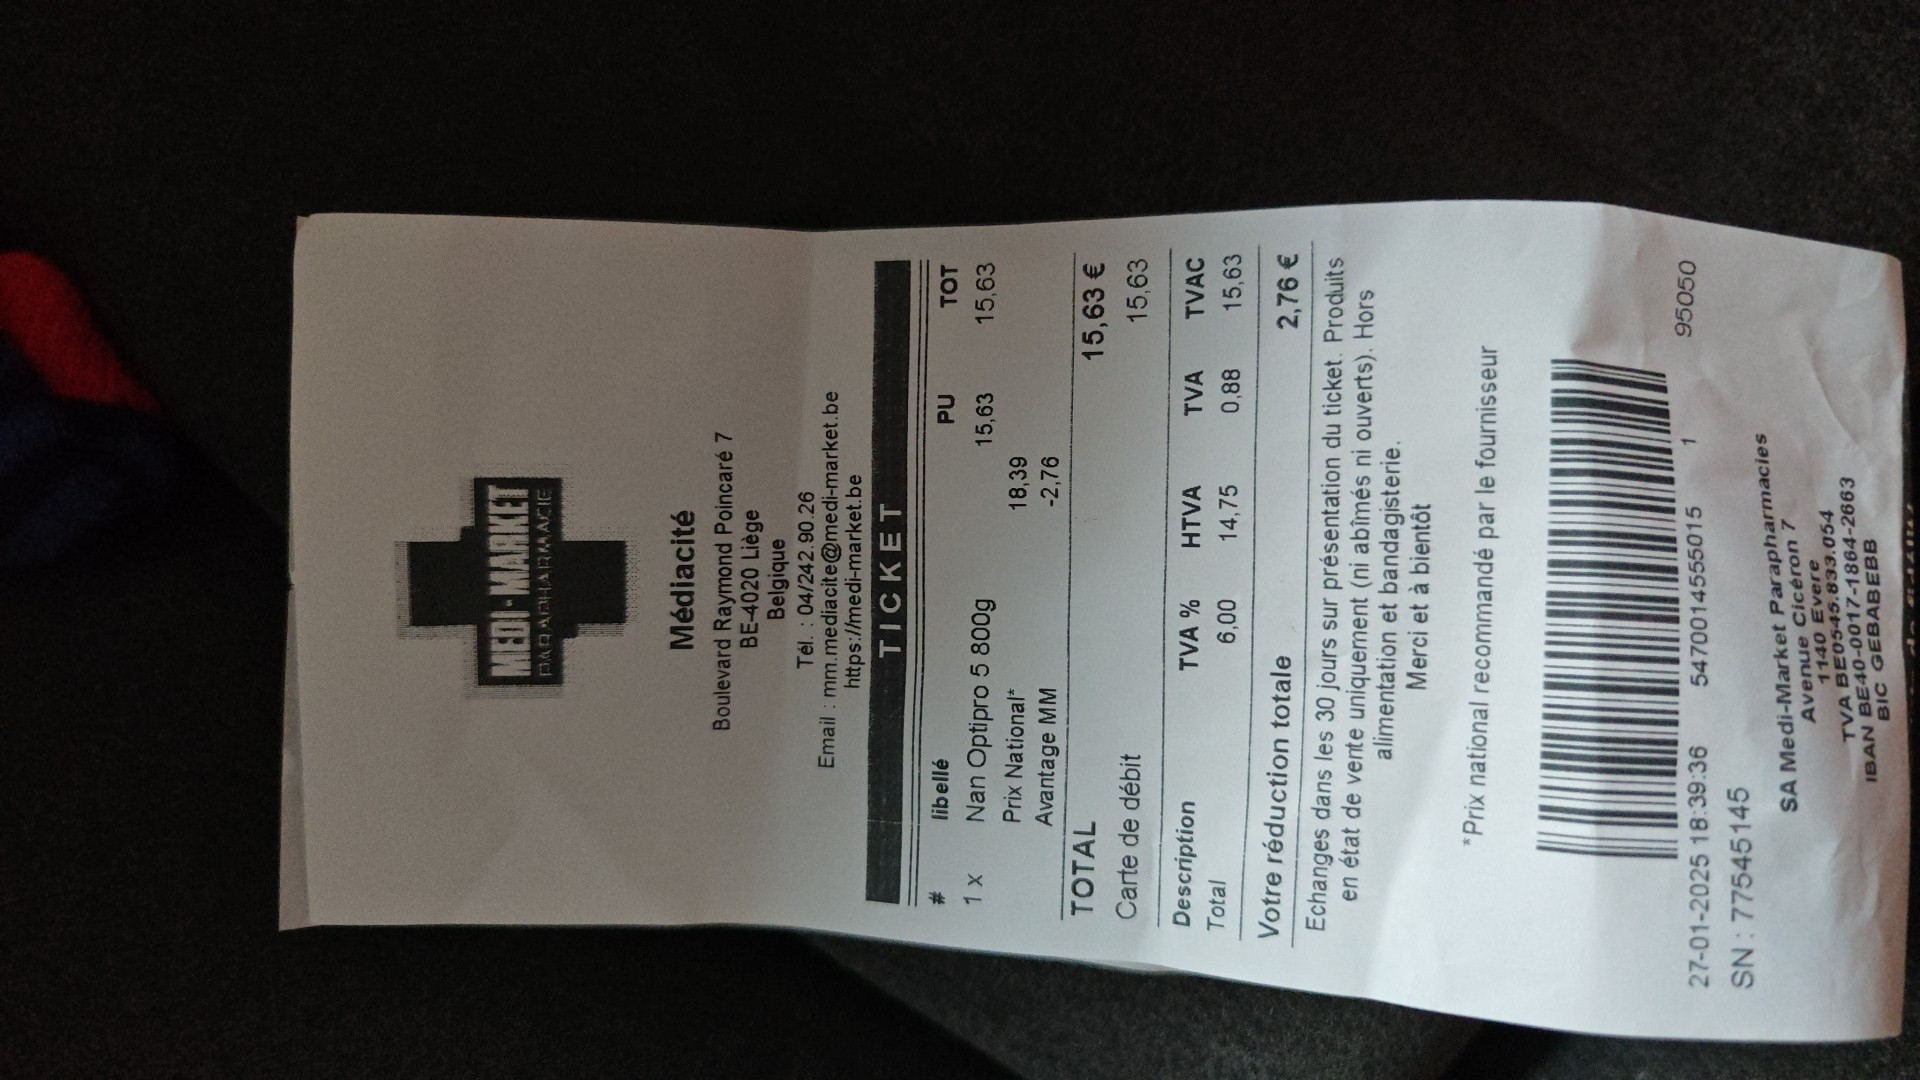 MEDI-MARKET
PARAPHARMACIE
Médiacité
Boulevard Raymond Poincaré 7
BE-4020 Liège
Belgique
Tél. : 04/242.90.26
Email : mm.mediacite@medi-market.be
https://medi-market.be
TICKET
# libellé PU TOT
1 x Nan Optipro 5 800g 15,63 15,63
Prix National* 18,39
Avantage MM -2,76
TOTAL 15,63 €
Carte de débit 15,63
Description TVA % HTVA TVA TVAC
Total 6,00 14,75 0,88 15,63
Votre réduction totale 2,76 €
Echanges dans les 30 jours sur présentation du ticket. Produits
en état de vente uniquement (ni abîmés ni ouverts). Hors
alimentation et bandagisterie.
Merci et à bientôt
*Prix national recommandé par le fournisseur
27-01-2025 18:39:36 5470014555015 1 95050
SN : 77545145
SA Medi-Market Parapharmacies
Avenue Cicéron 7
1140 Evere
TVA BE0545.833.054
IBAN BE40-0017-1864-2663
BIC GEBABEBB